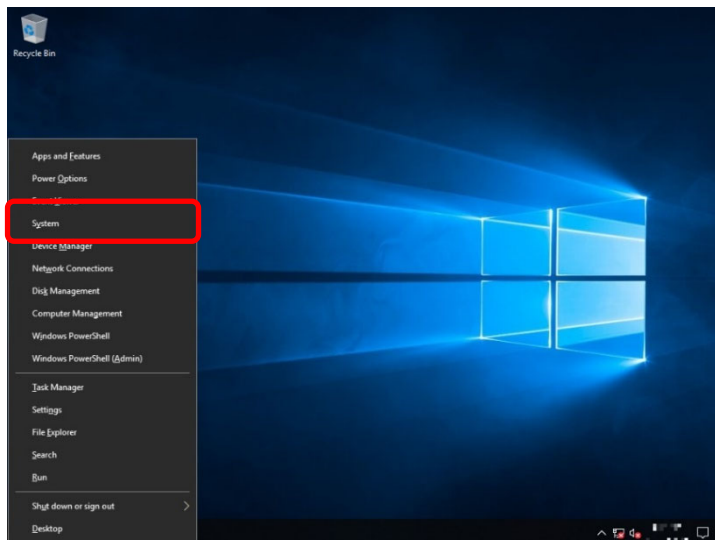 Recycle Bin
Apps and Features
Power Options
System
Device Manager
Network Connections
Disk Management
Computer Management
Windows PowerShell
Windows PowerShell (Admin)
Task Manager
Settings
File Explorer
Search
Run
Shut down or sign out
Desktop